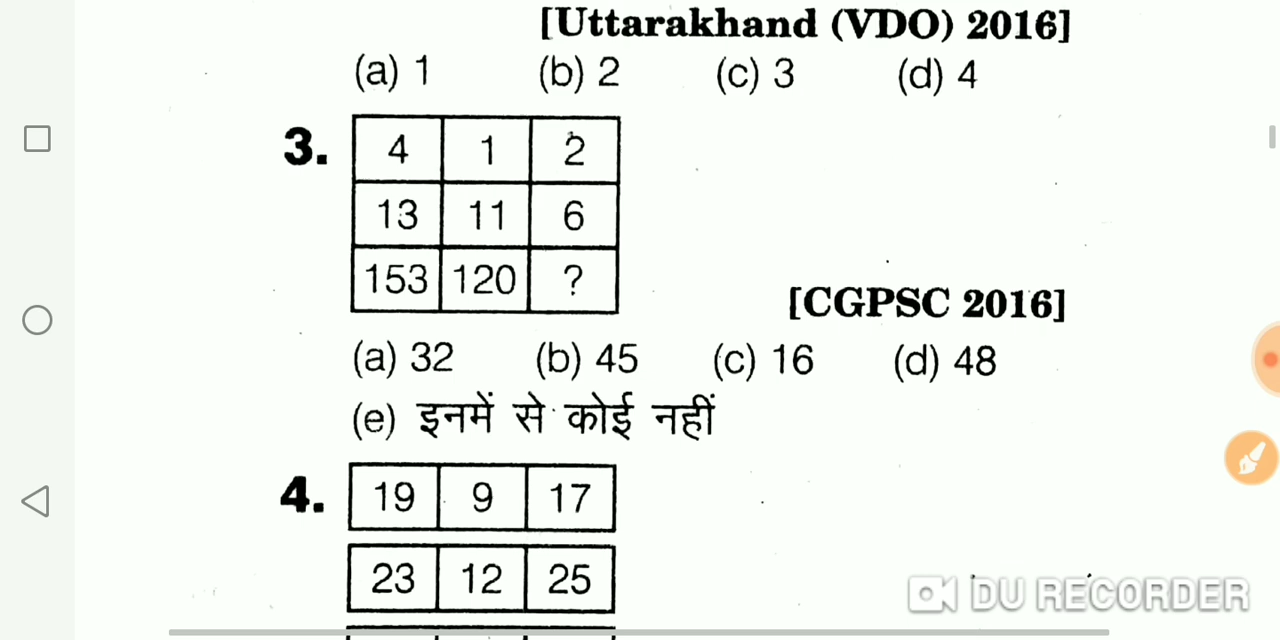 [Uttarakhand (VDO) 2016]
(a) 1 (b) 2 (c) 3 (d) 4
3. 4 1 2
13 11 6
153 120 ?
[CGPSC 2016]
(a) 32 (b) 45 (c) 16 (d) 48
(e) इनमें से कोई नहीं
4. 19 9 17
23 12 25
DU RECORDER